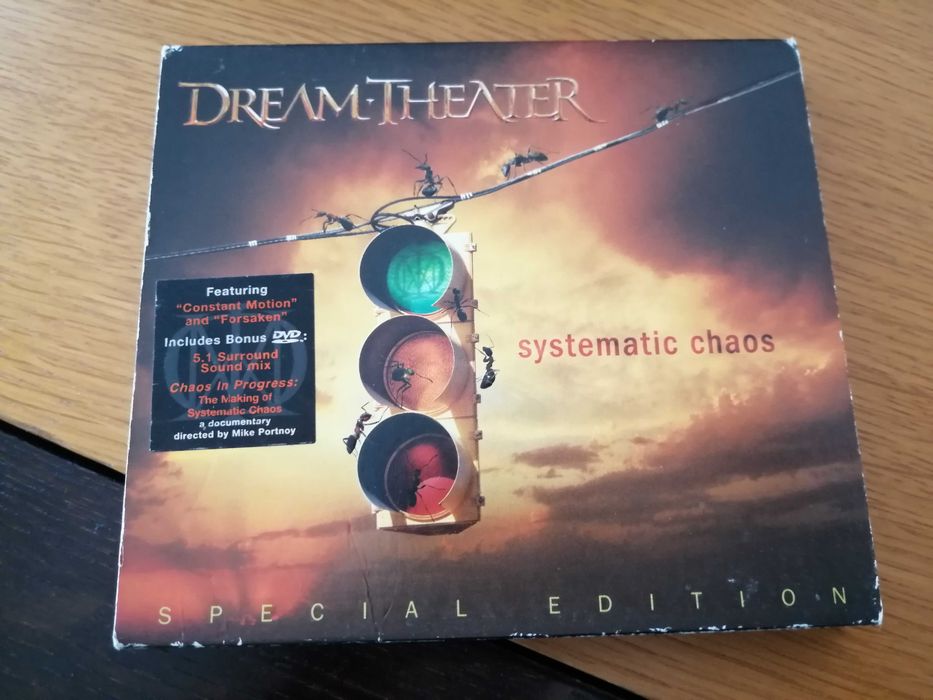 DREAM·THEATER
Featuring
"Constant Motion"
and "Forsaken"
Includes Bonus DVD:
5.1 Surround
Sound mix
Chaos In Progress:
The Making of
Systematic Chaos
a documentary
directed by Mike Portnoy
systematic chaos
SPECIAL EDITION